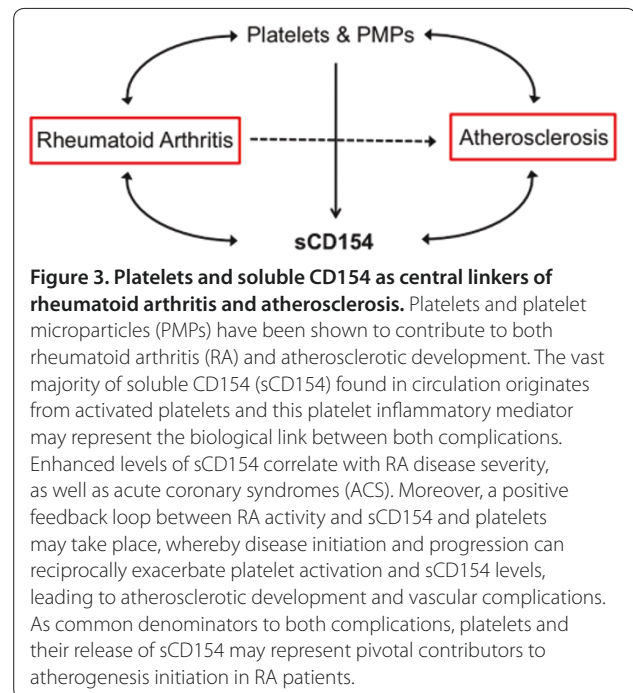 Platelets & PMPs
Rheumatoid Arthritis
Atherosclerosis
sCD154
Figure 3. Platelets and soluble CD154 as central linkers of
rheumatoid arthritis and atherosclerosis. Platelets and platelet
microparticles (PMPs) have been shown to contribute to both
rheumatoid arthritis (RA) and atherosclerotic development. The vast
majority of soluble CD154 (sCD154) found in circulation originates
from activated platelets and this platelet inflammatory mediator
may represent the biological link between both complications.
Enhanced levels of sCD154 correlate with RA disease severity,
as well as acute coronary syndromes (ACS). Moreover, a positive
feedback loop between RA activity and sCD154 and platelets
may take place, whereby disease initiation and progression can
reciprocally exacerbate platelet activation and sCD154 levels,
leading to atherosclerotic development and vascular complications.
As common denominators to both complications, platelets and
their release of sCD154 may represent pivotal contributors to
atherogenesis initiation in RA patients.